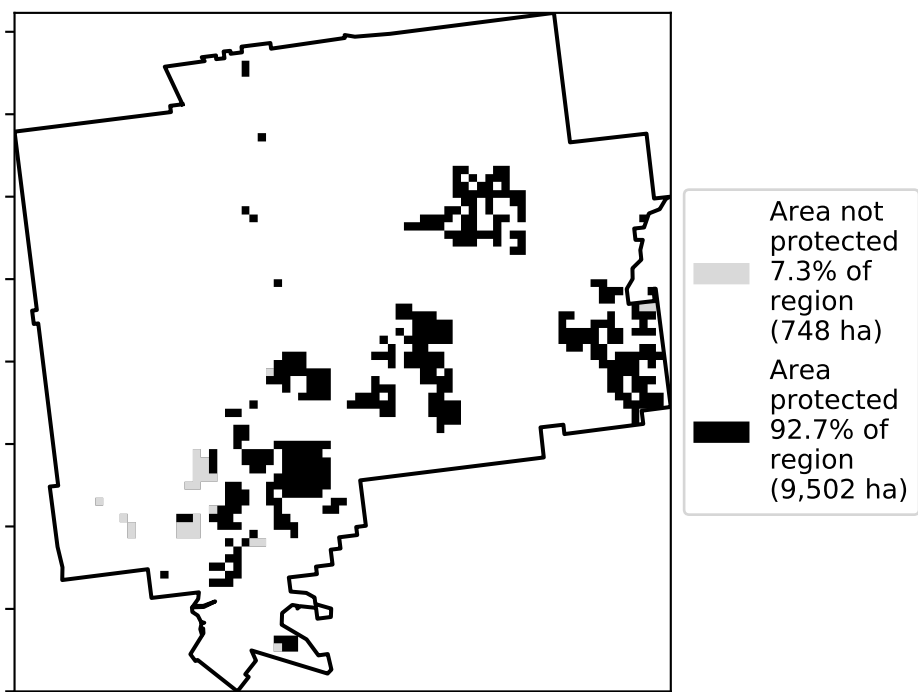 Area not
protected
7.3% of
region
(748 ha)
Area
protected
92.7% of
region
(9,502 ha)